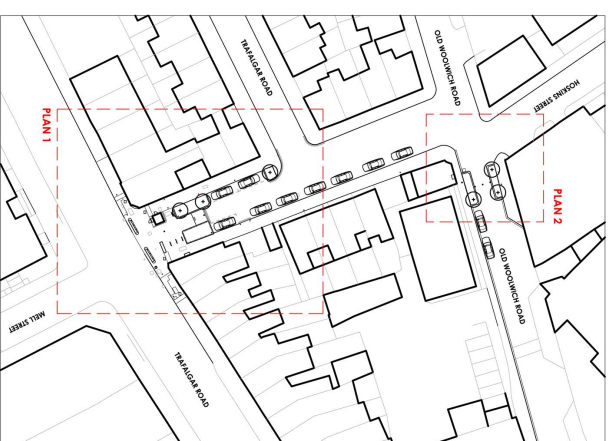 TRAFALGAR ROAD
OLD WOOLWICH ROAD
HOSKINS STREET
PLAN 1
PLAN 2
OLD WOOLWICH ROAD
MELL STREET
TRAFALGAR ROAD